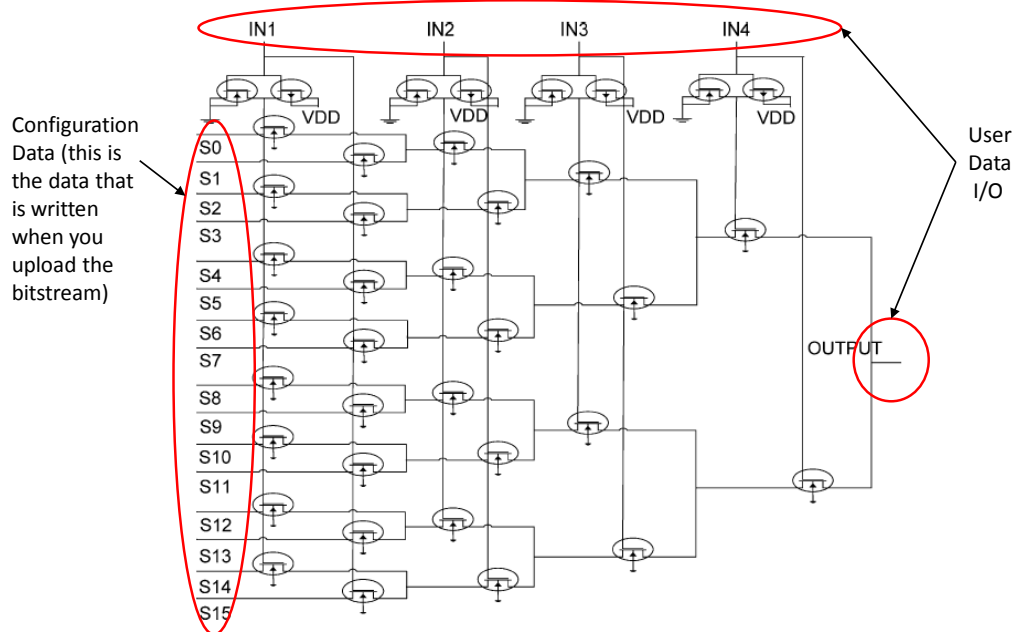 IN1
IN2
IN3
IN4
VDD
VDD
VDD
VDD
Configuration
Data (this is
the data that
is written
when you
upload the
bitstream)
User
Data
I/O
S0
S1
S2
S3
S4
S5
S6
S7
S8
S9
S10
S11
S12
S13
S14
S15
OUTPUT